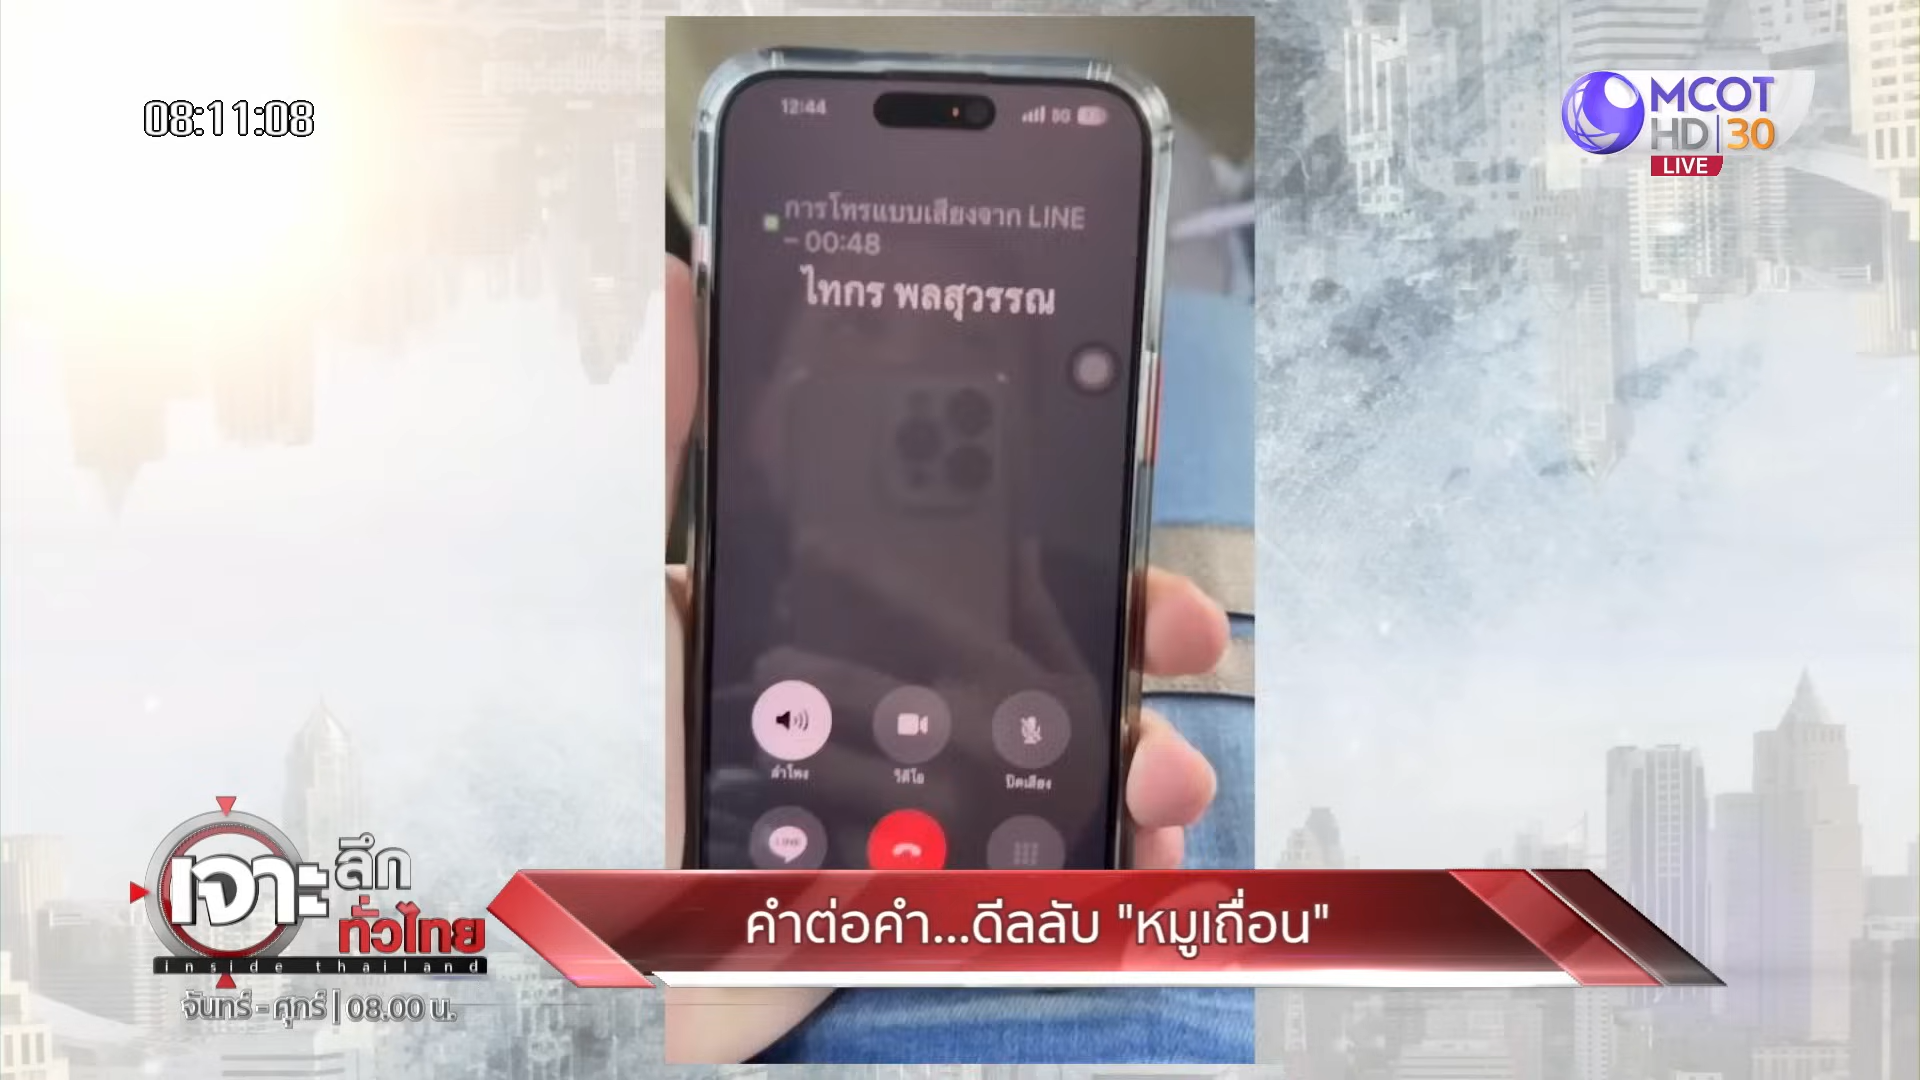 08:11:08
MCOT
HD 30
LIVE
12:44
5G
การโทรแบบเสียงจาก LINE
- 00:48
ไทกร พลสุวรรณ
ลำโพง
วิดีโอ
ปิดเสียง
LINE
เจาะลึก
ทั่วไทย
inside thailand
จันทร์ - ศุกร์ | 08.00 น.
คำต่อคำ...ดีลลับ "หมูเถื่อน"